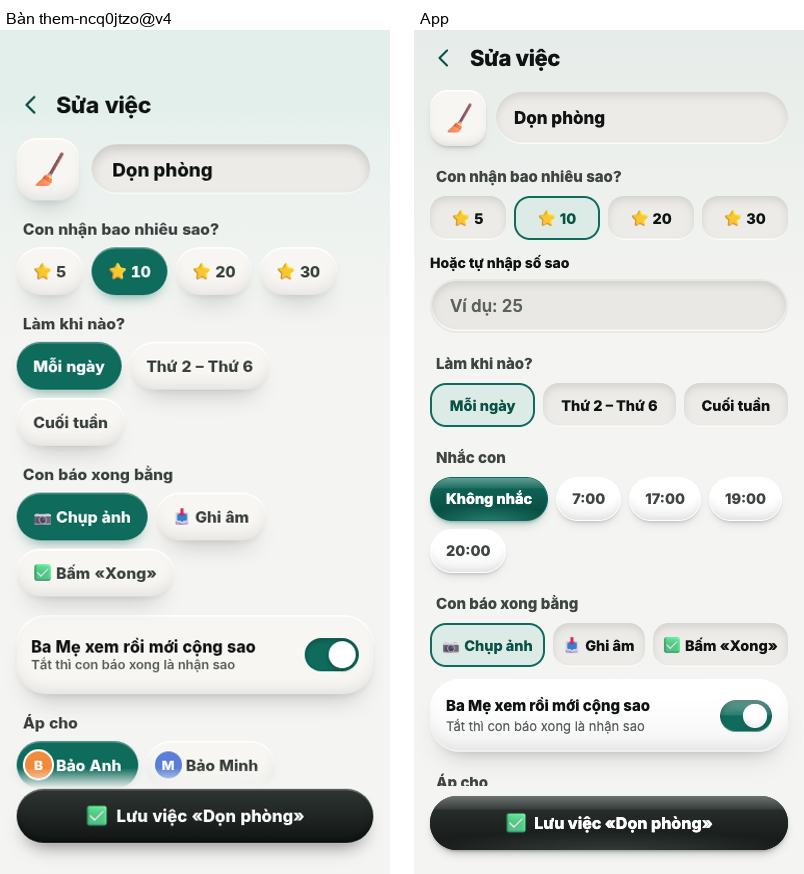 Bản them-ncq0jtzo@v4
Sửa việc
Dọn phòng
Con nhận bao nhiêu sao?
5 10 20 30
Làm khi nào?
Mỗi ngày Thứ 2 – Thứ 6
Cuối tuần
Con báo xong bằng
Chụp ảnh Ghi âm
Bấm «Xong»
Ba Mẹ xem rồi mới cộng sao
Tắt thì con báo xong là nhận sao
Áp cho
B Bảo Anh M Bảo Minh
Lưu việc «Dọn phòng»
App
Sửa việc
Dọn phòng
Con nhận bao nhiêu sao?
5 10 20 30
Hoặc tự nhập số sao
Ví dụ: 25
Làm khi nào?
Mỗi ngày Thứ 2 – Thứ 6 Cuối tuần
Nhắc con
Không nhắc 7:00 17:00 19:00
20:00
Con báo xong bằng
Chụp ảnh Ghi âm Bấm «Xong»
Ba Mẹ xem rồi mới cộng sao
Tắt thì con báo xong là nhận sao
Áp cho
Lưu việc «Dọn phòng»